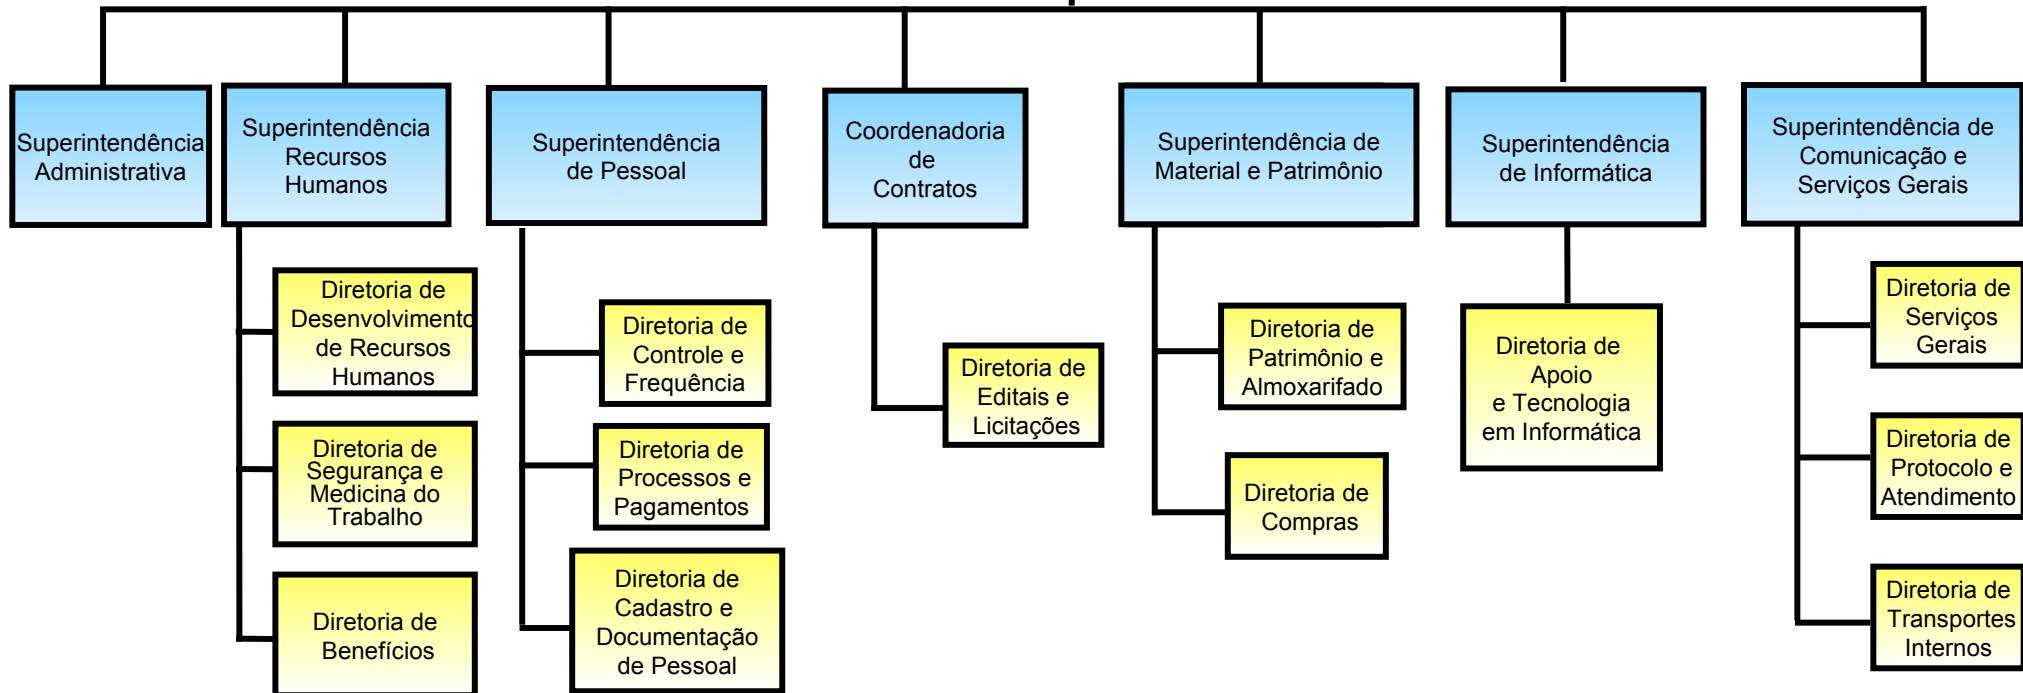 Superintendência
Administrativa
Superintendência
Recursos
Humanos
Superintendência
de Pessoal
Coordenadoria
de
Contratos
Superintendência de
Material e Patrimônio
Superintendência
de Informática
Superintendência de
Comunicação e
Serviços Gerais
Diretoria de
Desenvolvimento
de Recursos
Humanos
Diretoria de
Segurança e
Medicina do
Trabalho
Diretoria de
Benefícios
Diretoria de
Controle e
Frequência
Diretoria de
Processos e
Pagamentos
Diretoria de
Cadastro e
Documentação
de Pessoal
Diretoria de
Editais e
Licitações
Diretoria de
Patrimônio e
Almoxarifado
Diretoria de
Compras
Diretoria de
Apoio
e Tecnologia
em Informática
Diretoria de
Serviços
Gerais
Diretoria de
Protocolo e
Atendimento
Diretoria de
Transportes
Internos